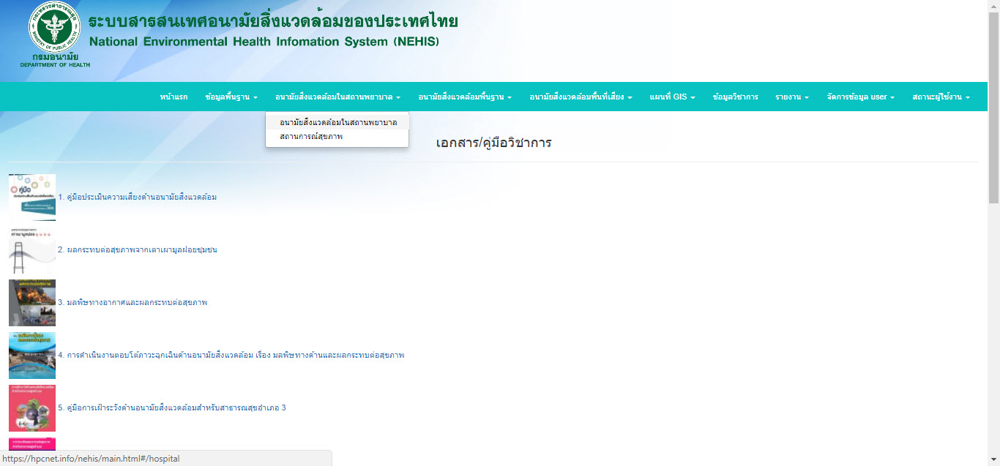 ระบบสารสนเทศอนามัยสิ่งแวดล้อมของประเทศไทย
National Environmental Health Infomation System (NEHIS)
กระทรวงสาธารณสุข
MINISTRY OF PUBLIC HEALTH
กรมอนามัย
DEPARTMENT OF HEALTH
หน้าแรก ข้อมูลพื้นฐาน อนามัยสิ่งแวดล้อมในสถานพยาบาล อนามัยสิ่งแวดล้อมพื้นฐาน อนามัยสิ่งแวดล้อมพื้นที่เสี่ยง แผนที่ GIS ข้อมูลวิชาการ รายงาน จัดการข้อมูล user สถานะผู้ใช้งาน
อนามัยสิ่งแวดล้อมในสถานพยาบาล
สถานการณ์สุขภาพ
เอกสาร/คู่มือวิชาการ
คู่มือ
1. คู่มือประเมินความเสี่ยงด้านอนามัยสิ่งแวดล้อม
2. ผลกระทบต่อสุขภาพจากเตาเผามูลฝอยชุมชน
3. มลพิษทางอากาศและผลกระทบต่อสุขภาพ
4. การดำเนินงานตอบโต้ภาวะฉุกเฉินด้านอนามัยสิ่งแวดล้อม เรื่อง มลพิษทางด้านและผลกระทบต่อสุขภาพ
5. คู่มือการเฝ้าระวังด้านอนามัยสิ่งแวดล้อมสำหรับสาธารณสุขอำเภอ 3
https://hpcnet.info/nehis/main.html#/hospital